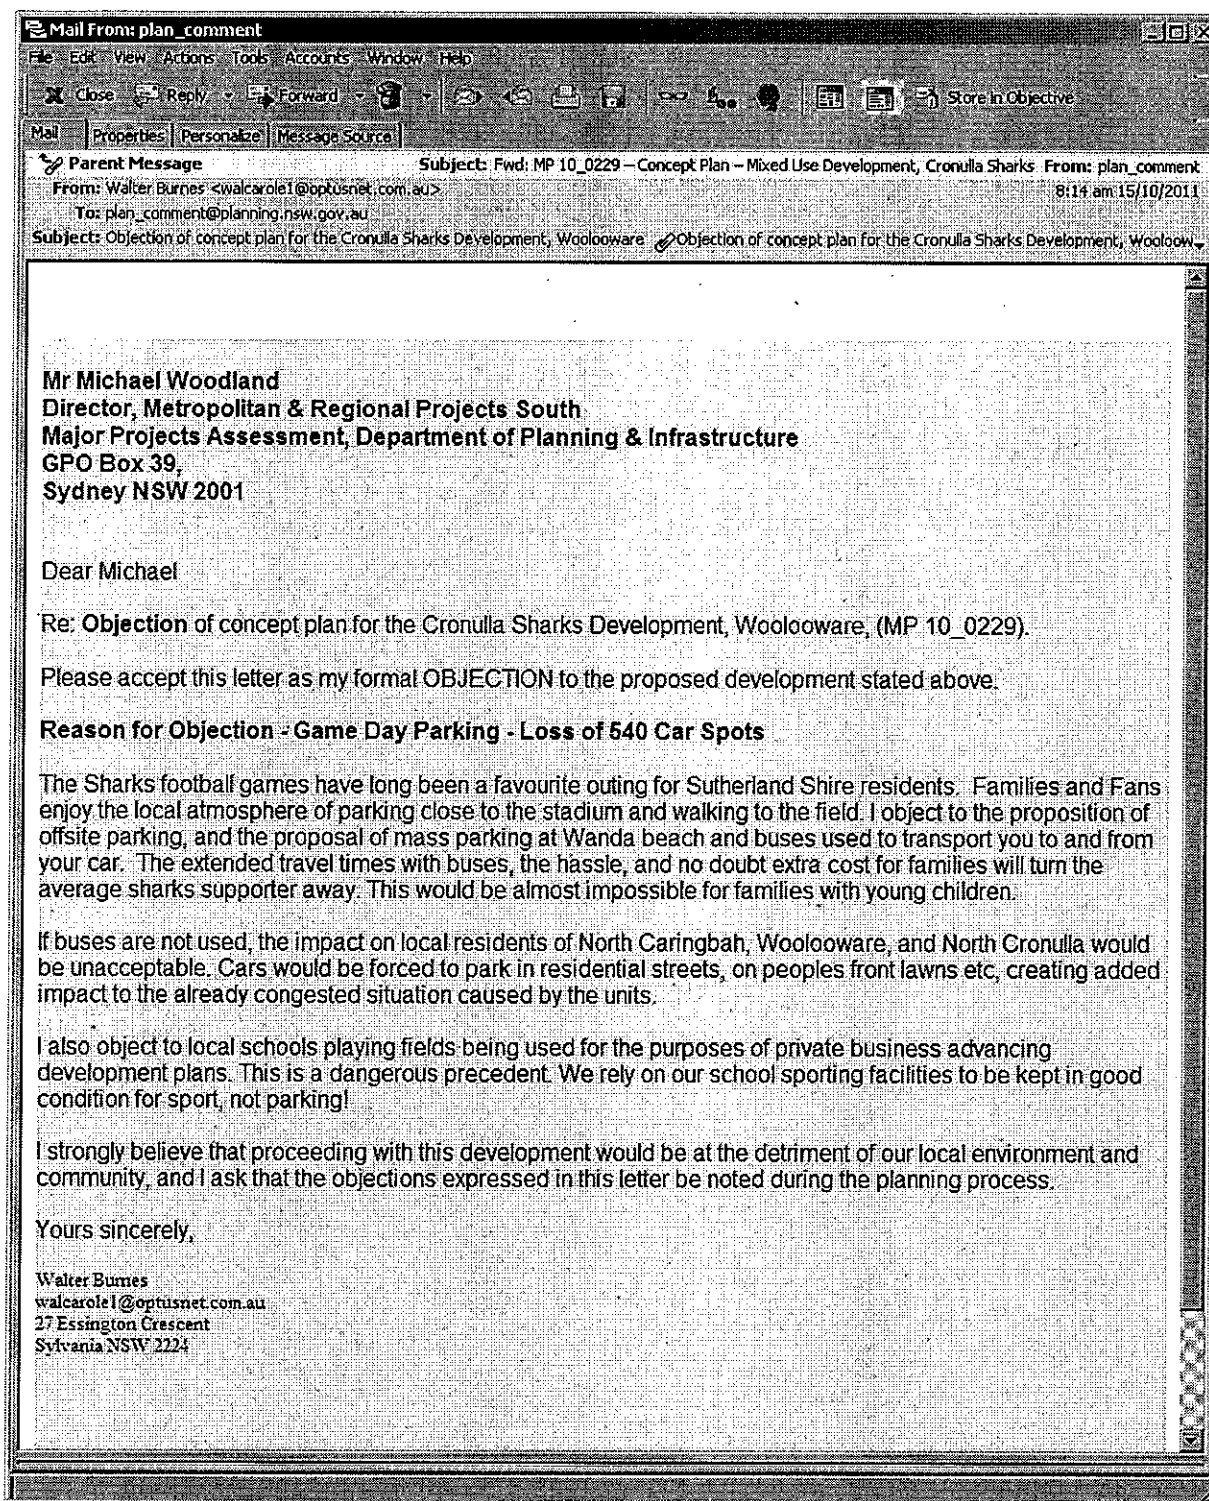 Mail From: plan_comment
File Edit View Actions Tools Accounts Window Help
Close Reply Forward Store in Objective
Mail Properties Personalize Message Source
Parent Message Subject: Fwd: MP 10_0229 – Concept Plan – Mixed Use Development, Cronulla Sharks From: plan_comment
From: Walter Burnes <walcarole1@optusnet.com.au> 8:14 am 15/10/2011
To: plan_comment@planning.nsw.gov.au
Subject: Objection of concept plan for the Cronulla Sharks Development, Woolooware Objection of concept plan for the Cronulla Sharks Development, Wooloow
Mr Michael Woodland
Director, Metropolitan & Regional Projects South
Major Projects Assessment, Department of Planning & Infrastructure
GPO Box 39,
Sydney NSW 2001
Dear Michael
Re: Objection of concept plan for the Cronulla Sharks Development, Woolooware, (MP 10_0229).
Please accept this letter as my formal OBJECTION to the proposed development stated above.
Reason for Objection - Game Day Parking - Loss of 540 Car Spots
The Sharks football games have long been a favourite outing for Sutherland Shire residents. Families and Fans
enjoy the local atmosphere of parking close to the stadium and walking to the field. I object to the proposition of
offsite parking, and the proposal of mass parking at Wanda beach and buses used to transport you to and from
your car. The extended travel times with buses, the hassle, and no doubt extra cost for families will turn the
average sharks supporter away. This would be almost impossible for families with young children.
If buses are not used, the impact on local residents of North Caringbah, Woolooware, and North Cronulla would
be unacceptable. Cars would be forced to park in residential streets, on peoples front lawns etc, creating added
impact to the already congested situation caused by the units.
I also object to local schools playing fields being used for the purposes of private business advancing
development plans. This is a dangerous precedent. We rely on our school sporting facilities to be kept in good
condition for sport, not parking!
I strongly believe that proceeding with this development would be at the detriment of our local environment and
community, and I ask that the objections expressed in this letter be noted during the planning process.
Yours sincerely,
Walter Burnes
walcarole1@optusnet.com.au
27 Essington Crescent
Sylvania NSW 2224